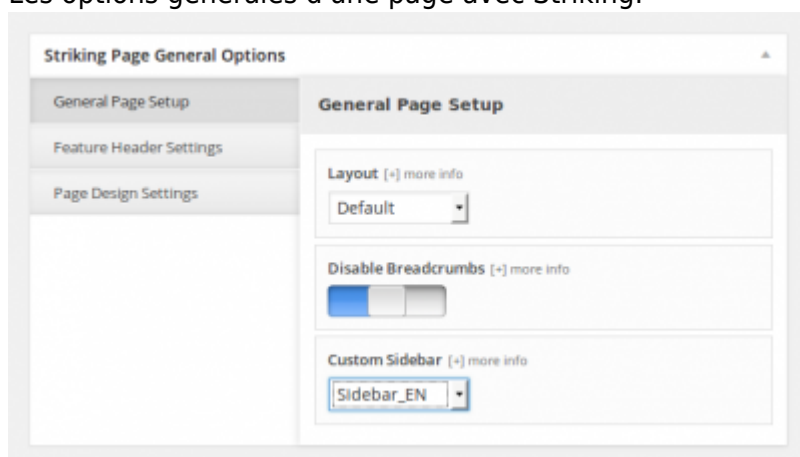 Les options générales d'une page avec Striking.
Striking Page General Options
General Page Setup
Feature Header Settings
Page Design Settings
General Page Setup
Layout [+] more info
Default
Disable Breadcrumbs [+] more info
Custom Sidebar [+] more info
Sidebar_EN